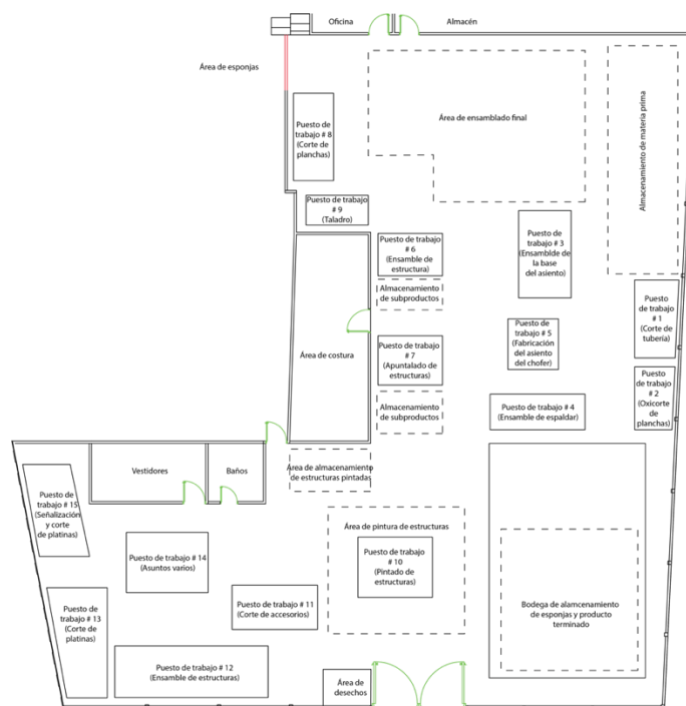 Oficina
Almacén
Área de esponjas
Puesto de
trabajo # 8
(Corte de
planchas)
Área de ensamblado final
Almacenamiento de materia prima
Puesto de trabajo
# 9
(Taladro)
Puesto de trabajo
# 6
(Ensamble de
estructura)
Almacenamiento
de subproductos
Puesto de
trabajo # 3
(Ensamblde de
la base
del asiento)
Puesto
de trabajo
# 1
(Corte de
tubería)
Área de costura
Puesto de trabajo
# 7
(Apuntalado de
estructuras)
Puesto de
trabajo # 5
(Fabricación
del asiento
del chofer)
Puesto
de trabajo
# 2
(Oxicorte de
planchas)
Almacenamiento
de subproductos
Puesto de trabajo # 4
(Ensamble de espaldar)
Vestidores
Baños
Área de almacenamiento
de estructuras pintadas
Puesto de
trabajo # 15
(Señalización
y corte
de platinas)
Puesto de trabajo # 14
(Asuntos varios)
Área de pintura de estructuras
Puesto de trabajo
# 10
(Pintado de
estructuras)
Puesto de
trabajo # 13
(Corte de
platinas)
Puesto de trabajo # 11
(Corte de accesorios)
Bodega de alamcenamiento
de esponjas y producto
terminado
Puesto de trabajo # 12
(Ensamble de estructuras)
Área de
desechos